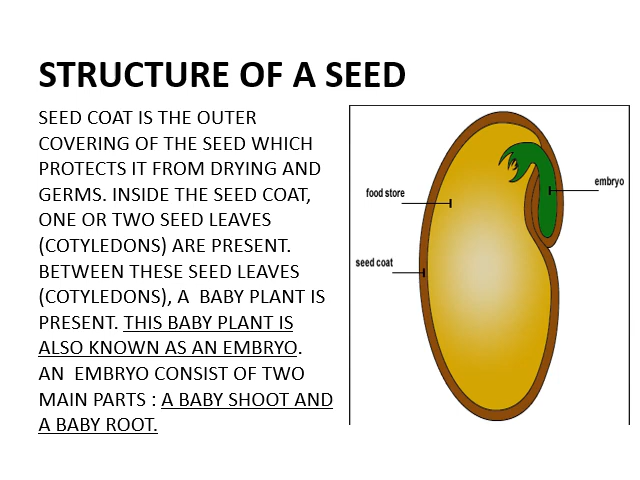 STRUCTURE OF A SEED
SEED COAT IS THE OUTER
COVERING OF THE SEED WHICH
PROTECTS IT FROM DRYING AND
GERMS. INSIDE THE SEED COAT,
ONE OR TWO SEED LEAVES
(COTYLEDONS) ARE PRESENT.
BETWEEN THESE SEED LEAVES
(COTYLEDONS), A  BABY PLANT IS
PRESENT. THIS BABY PLANT IS
ALSO KNOWN AS AN EMBRYO.
AN  EMBRYO CONSIST OF TWO
MAIN PARTS : A BABY SHOOT AND
A BABY ROOT.
embryo
food store
seed coat